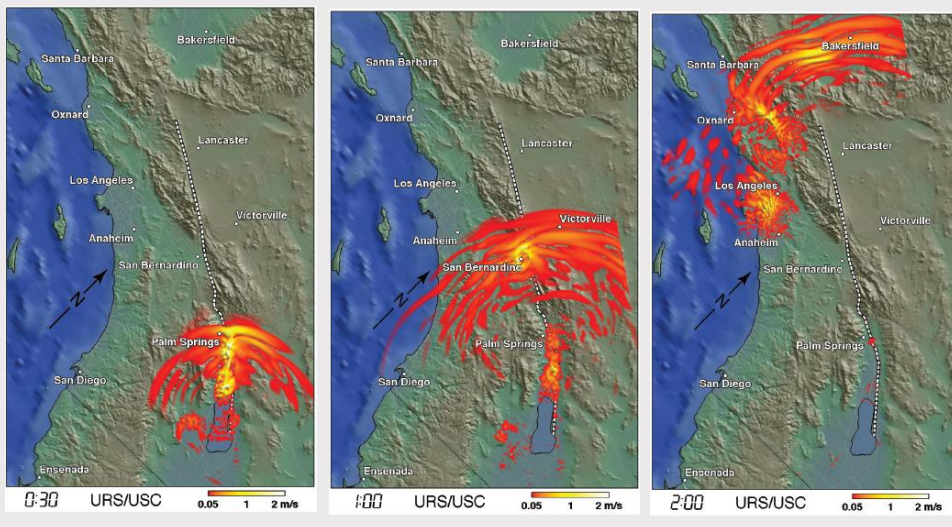 Bakersfield
Santa Barbara
Oxnard
Lancaster
Los Angeles
Victorville
Anaheim
San Bernardino
N
Palm Springs
San Diego
Ensenada
0:30 URS/USC 0.05 1 2 m/s
Bakersfield
Santa Barbara
Oxnard
Lancaster
Los Angeles
Victorville
Anaheim
San Bernardino
N
Palm Springs
San Diego
Ensenada
1:00 URS/USC 0.05 1 2 m/s
Bakersfield
Santa Barbara
Oxnard
Lancaster
Los Angeles
Victorville
Anaheim
San Bernardino
N
Palm Springs
San Diego
Ensenada
2:00 URS/USC 0.05 1 2 m/s